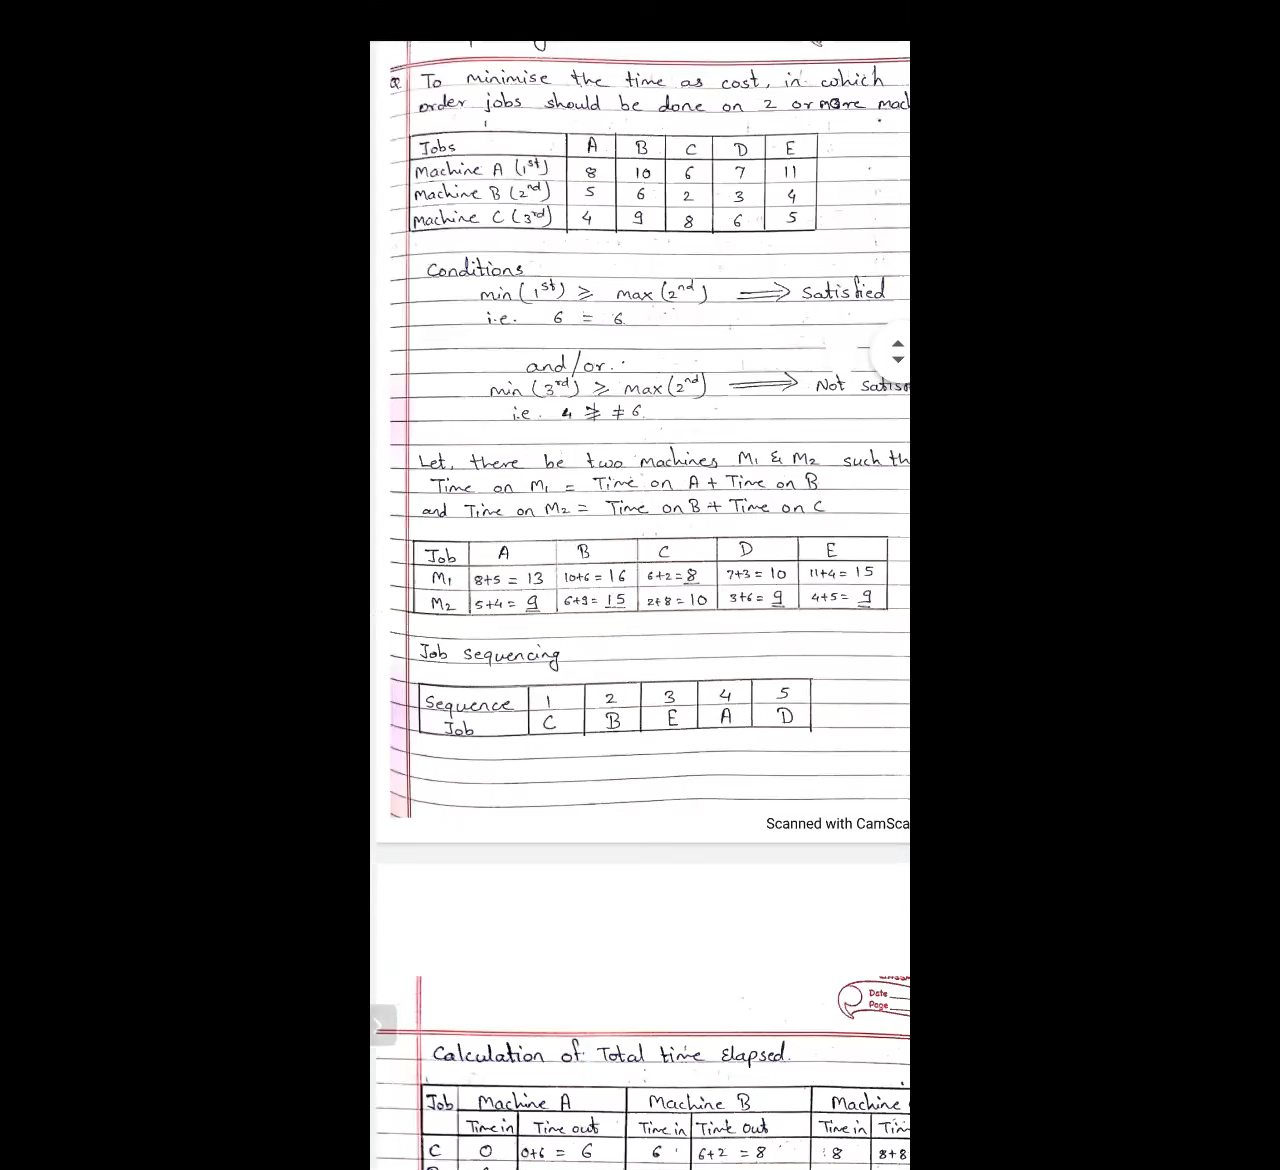 Q To minimise the time as cost, in which
order jobs should be done on 2 or more mac
Jobs A B C D E
Machine A (1st) 8 10 6 7 11
Machine B (2nd) 5 6 2 3 4
Machine C (3rd) 4 9 8 6 5
Conditions
min (1st) ⩾ max (2nd) ⟹ Satisfied
i.e. 6 = 6
and/or
min (3rd) ⩾ max (2nd) ⟹ Not Satis
i.e. 4 ≠ 6
Let, there be two machines M1 & M2 such th
Time on M1 = Time on A + Time on B
and Time on M2 = Time on B + Time on C
Job A B C D E
M1 8+5 = 13 10+6 = 16 6+2 = 8 7+3 = 10 11+4 = 15
M2 5+4 = 9 6+9 = 15 2+8 = 10 3+6 = 9 4+5 = 9
Job Sequencing
Sequence 1 2 3 4 5
Job C B E A D
Scanned with CamSca
Date
Page
Calculation of Total time Elapsed.
Job Machine A Machine B Machine
Time in Time out Time in Time out Time in Tim
C 0 0+6 = 6 6 6+2 = 8 8 8+8